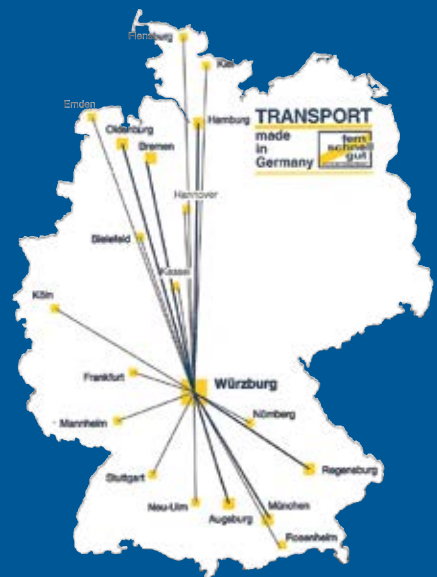 Flensburg
Kiel
Emden
Hamburg
Oldenburg
Bremen
TRANSPORT
made
in
Germany
fern
schnell
gut
Hannover
Bielefeld
Kassel
Köln
Frankfurt
Würzburg
Mannheim
Nürnberg
Stuttgart
Regensburg
Neu-Ulm
Augsburg
München
Rosenheim